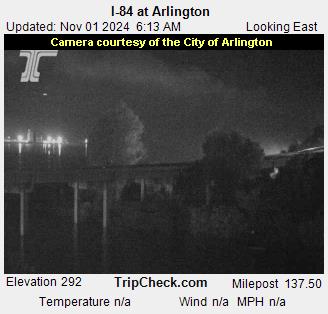 I-84 at Arlington
Updated: Nov 01 2024 6:13 AM Looking East
Camera courtesy of the City of Arlington
Elevation 292 TripCheck.com Milepost 137.50
Temperature n/a Wind n/a MPH n/a